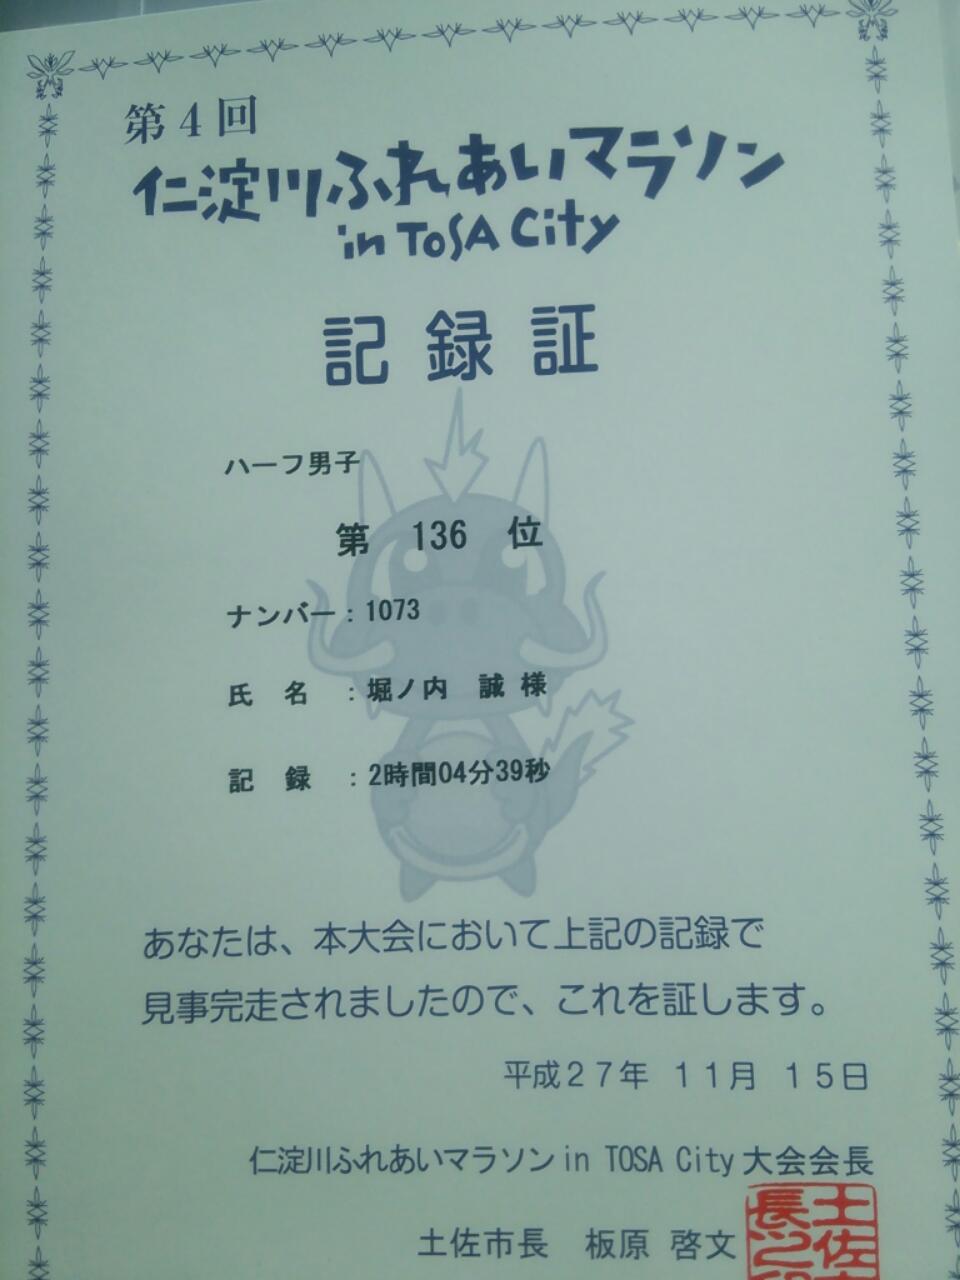 第4回
仁淀川ふれあいマラソン
in TOSA City
記録証
ハーフ男子
第 136 位
ナンバー：1073
氏 名 ：堀ノ内 誠 様
記 録 ：2時間04分39秒
あなたは、本大会において上記の記録で
見事完走されましたので、これを証します。
平成27年 11月 15日
仁淀川ふれあいマラソン in TOSA City 大会会長
土佐市長 板原 啓文
土佐
長之